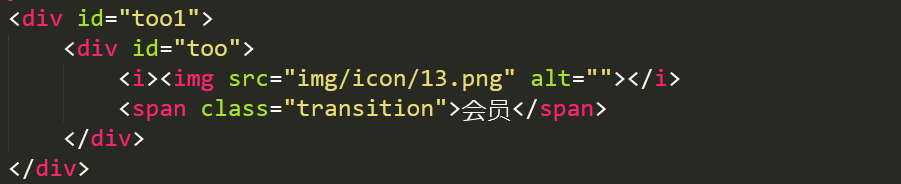 <div id="too1">
    <div id="too">
        <i><img src="img/icon/13.png" alt=""></i>
        <span class="transition">会员</span>
    </div>
</div>